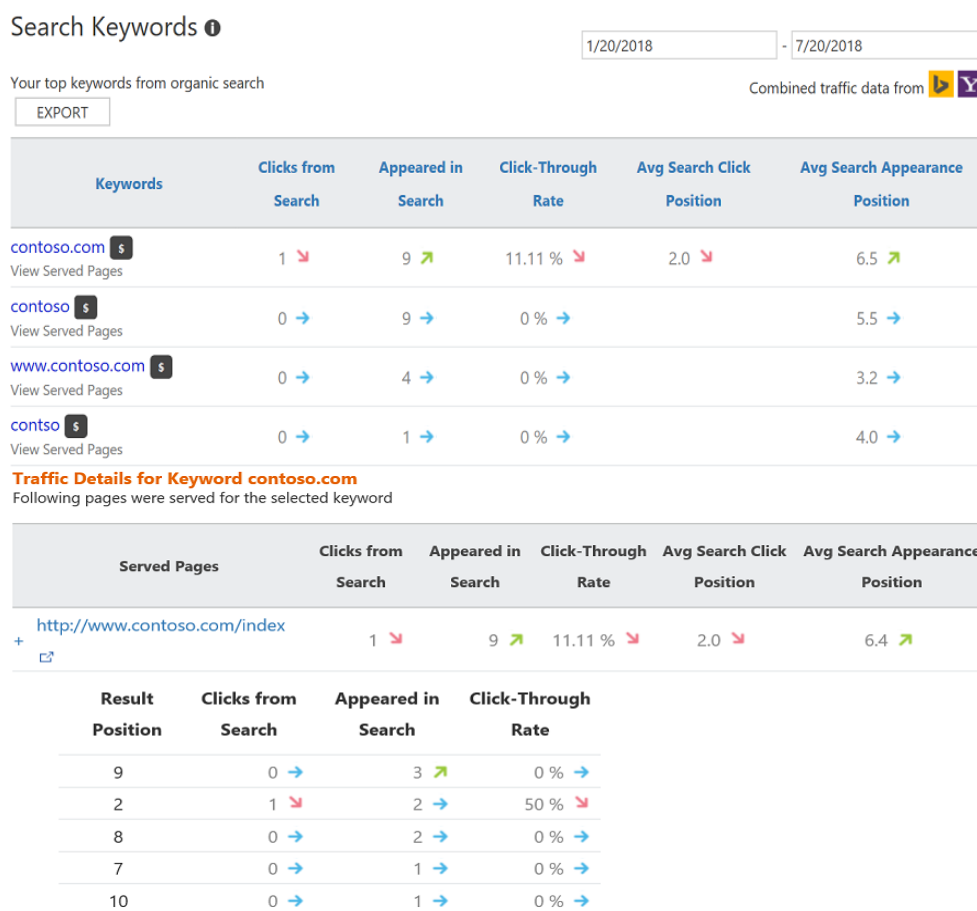 Search Keywords
1/20/2018 - 7/20/2018
Your top keywords from organic search
Combined traffic data from
EXPORT
Keywords Clicks from Search Appeared in Search Click-Through Rate Avg Search Click Position Avg Search Appearance Position
contoso.com $ 1 9 11.11 % 2.0 6.5
View Served Pages
contoso $ 0 9 0 % 5.5
View Served Pages
www.contoso.com $ 0 4 0 % 3.2
View Served Pages
contso $ 0 1 0 % 4.0
View Served Pages
Traffic Details for Keyword contoso.com
Following pages were served for the selected keyword
Served Pages Clicks from Search Appeared in Search Click-Through Rate Avg Search Click Position Avg Search Appearance Position
+ http://www.contoso.com/index 1 9 11.11 % 2.0 6.4
Result Position Clicks from Search Appeared in Search Click-Through Rate
9 0 3 0 %
2 1 2 50 %
8 0 2 0 %
7 0 1 0 %
10 0 1 0 %